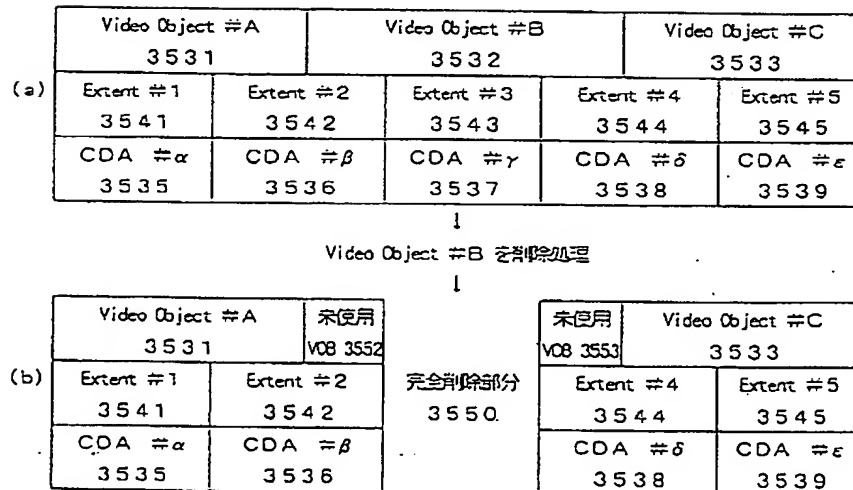 Video Object #A Video Object #B Video Object #C
3531 3532 3533
(a) Extent #1 Extent #2 Extent #3 Extent #4 Extent #5
3541 3542 3543 3544 3545
CDA #α CDA #β CDA #γ CDA #δ CDA #ε
3535 3536 3537 3538 3539
↓
Video Object #B を削除処理
↓
Video Object #A 未使用 未使用 Video Object #C
3531 VOB 3552 VOB 3553 3533
(b) Extent #1 Extent #2 完全削除部分 Extent #4 Extent #5
3541 3542 3550 3544 3545
CDA #α CDA #β CDA #δ CDA #ε
3535 3536 3538 3539